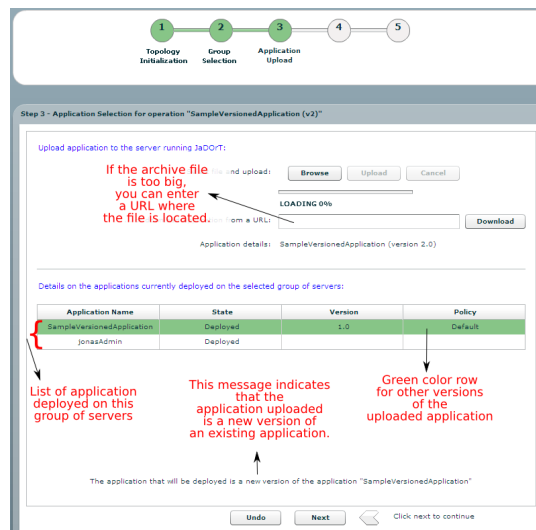 1 2 3 4 5
Topology Initialization
Group Selection
Application Upload
Step 3 - Application Selection for operation "SampleVersionedApplication (v2)"
Upload application to the server running JaDOrT:
If the archive file
is too big,
you can enter
a URL where
the file is located.
and upload:
Browse Upload Cancel
LOADING 0%
from a URL:
Download
Application details: SampleVersionedApplication (version 2.0)
Details on the applications currently deployed on the selected group of servers:
Application Name State Version Policy
SampleVersionedApplication Deployed 1.0 Default
jonasAdmin Deployed
List of application
deployed on this
group of servers
This message indicates
that the
application uploaded
is a new version of
an existing application.
Green color row
for other versions
of the
uploaded application
The application that will be deployed is a new version of the application "SampleVersionedApplication"
Undo Next Click next to continue